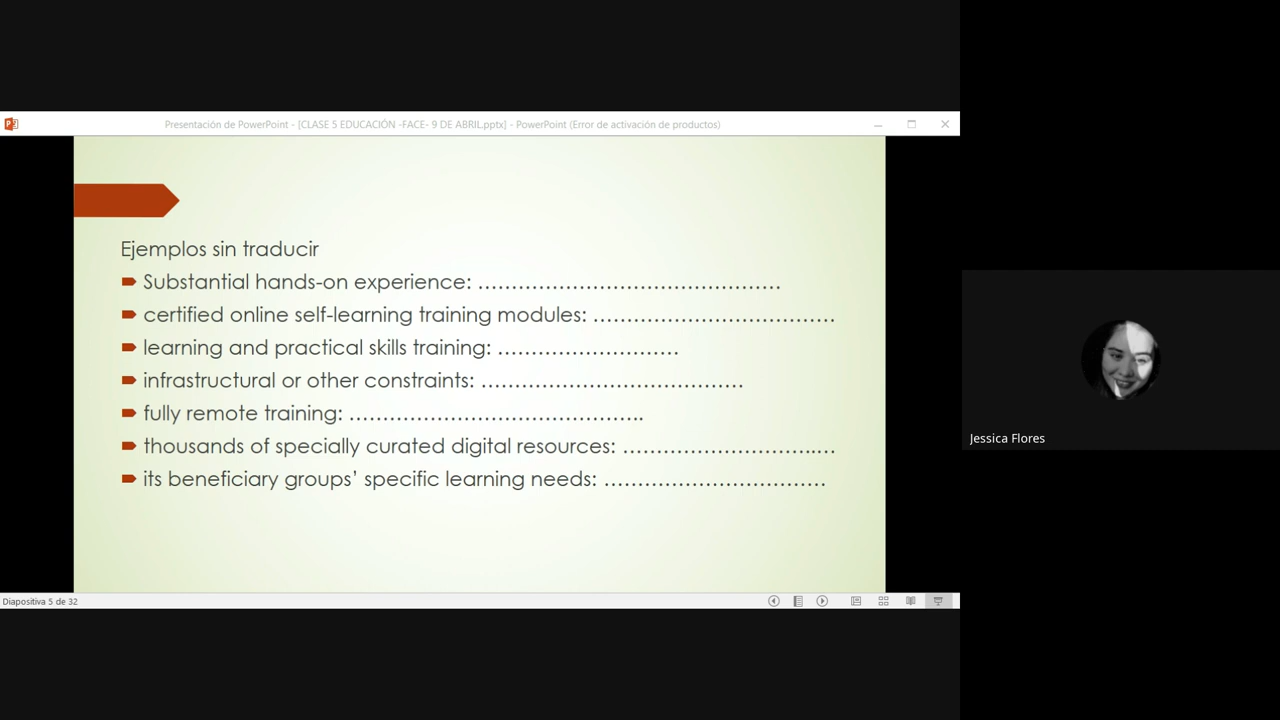 Presentación de PowerPoint - [CLASE 5 EDUCACIÓN -FACE- 9 DE ABRIL.pptx] - PowerPoint (Error de activación de productos)
Ejemplos sin traducir
Substantial hands-on experience: ………………………………………
certified online self-learning training modules: ………………………………
learning and practical skills training: ………………………
infrastructural or other constraints: …………………………………
fully remote training: ……………………………………..
thousands of specially curated digital resources: ………………………..…
its beneficiary groups’ specific learning needs: ……………………………
Jessica Flores
Diapositiva 5 de 32